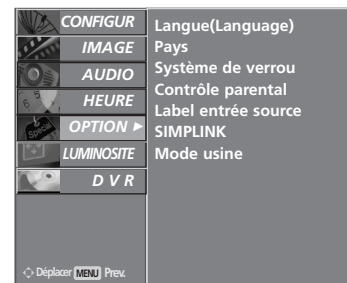 CONFIGUR
IMAGE
AUDIO
HEURE
OPTION
LUMINOSITE
D V R
Déplacer MENU Prev.
Langue(Language)
Pays
Système de verrou
Contrôle parental
Label entrée source
SIMPLINK
Mode usine